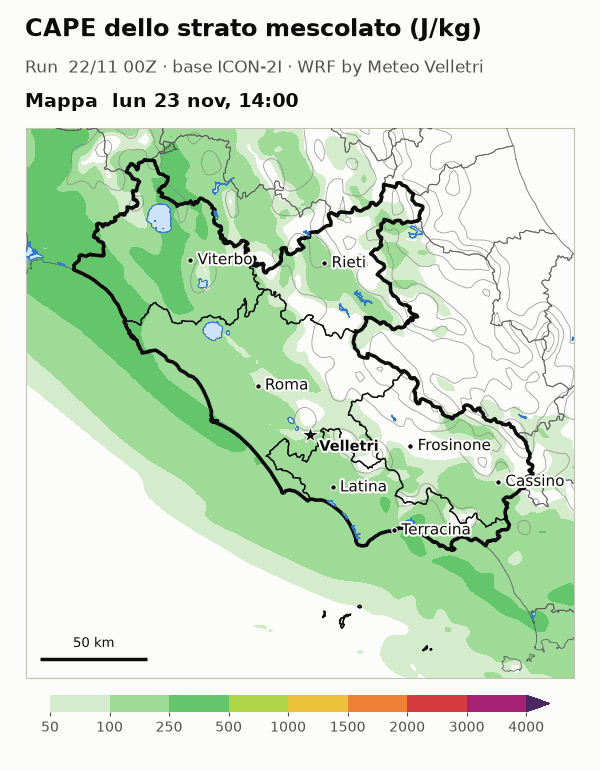 CAPE dello strato mescolato (J/kg)
Run 22/11 00Z · base ICON-2I · WRF by Meteo Velletri
Mappa lun 23 nov, 14:00
Viterbo
Rieti
Roma
Velletri
Frosinone
Latina
Cassino
Terracina
50 km
50 100 250 500 1000 1500 2000 3000 4000